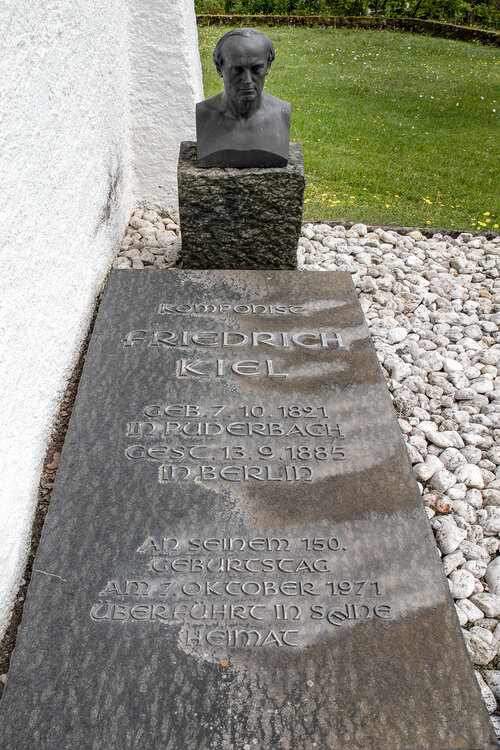 KOMPONIST
FRIEDRICH
KIEL
GEB. 7. 10. 1821
IN PUDERBACH
GEST. 13. 9. 1885
IN BERLIN
AN SEINEM 150.
GEBURTSTAG
AM 7. OKTOBER 1971
ÜBERFÜHRT IN SEINE
HEIMAT